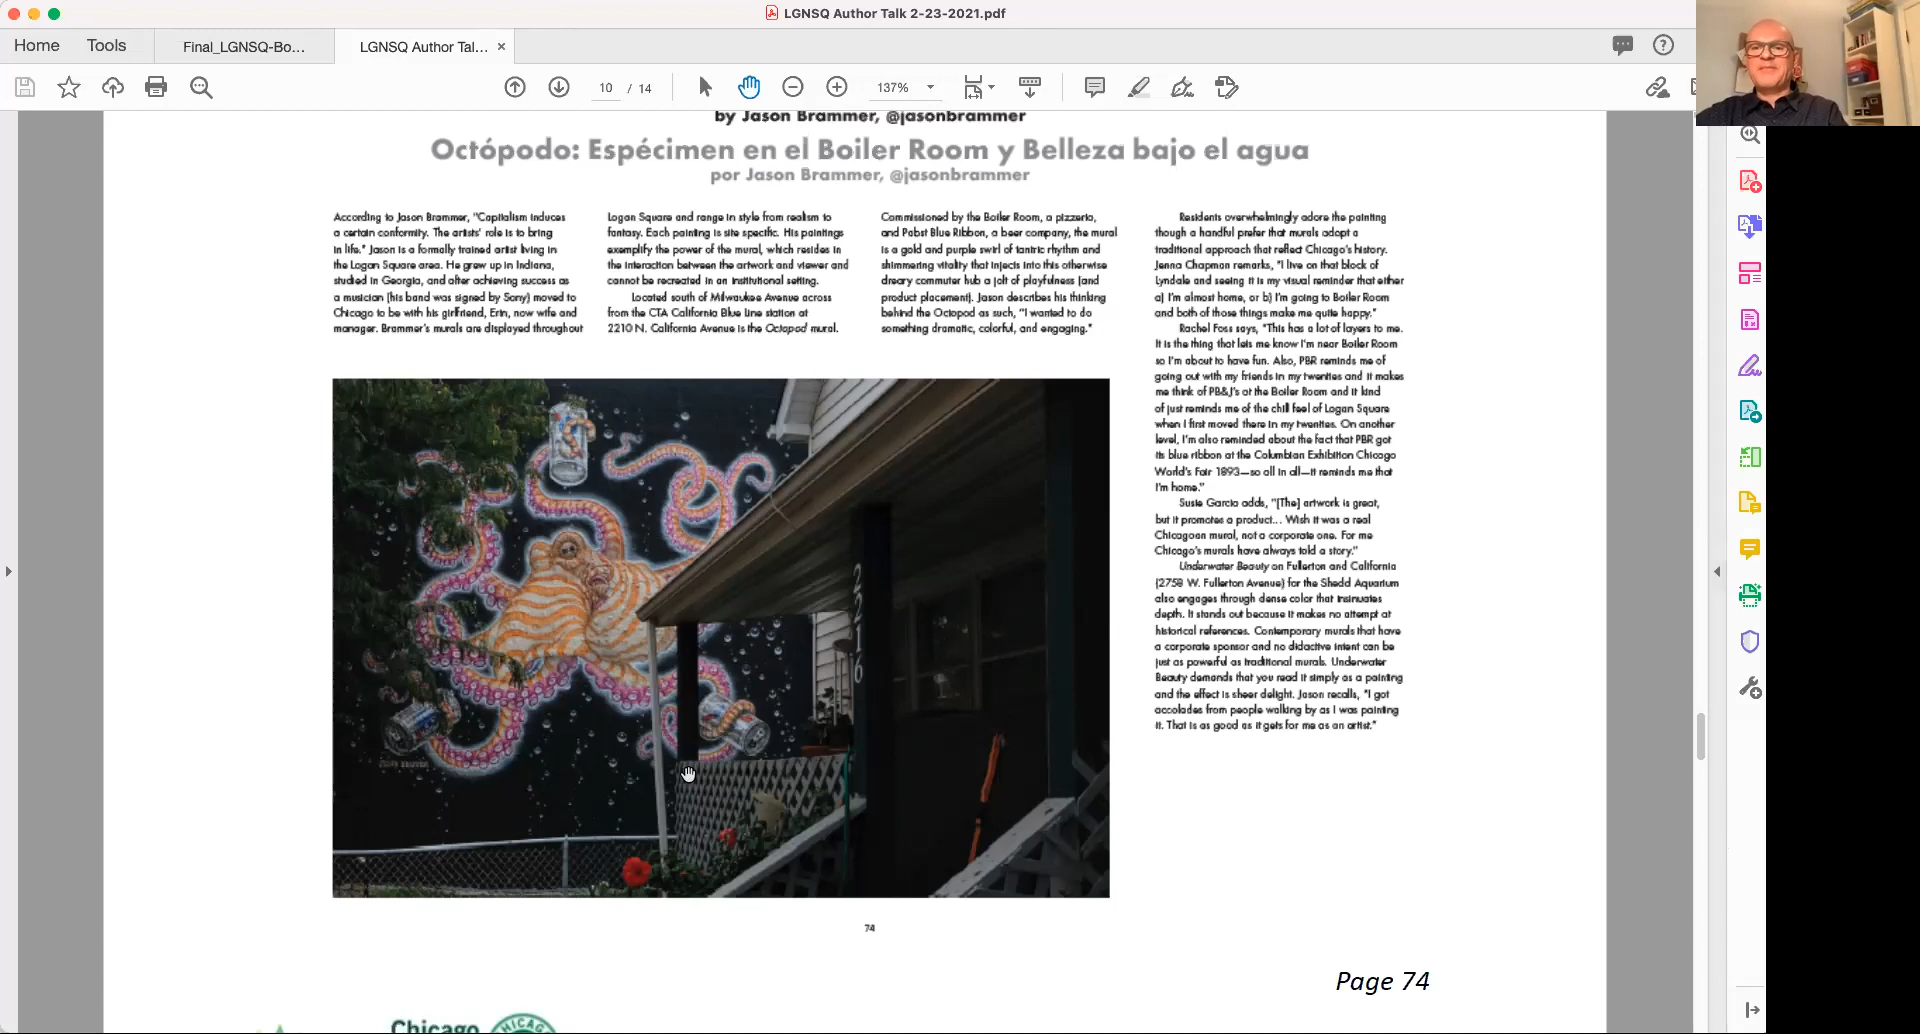 LGNSQ Author Talk 2-23-2021.pdf
Home
Tools
Final_LGNSQ-Bo...
LGNSQ Author Tal...
10 / 14
137%
by Jason Brammer, @jasonbrammer
Octópodo: Espécimen en el Boiler Room y Belleza bajo el agua
por Jason Brammer, @jasonbrammer
According to Jason Brammer, "Capitalism induces
a certain conformity. The artists' role is to bring
in life." Jason is a formally trained artist living in
the Logan Square area. He grew up in Indiana,
studied in Georgia, and after achieving success as
a musician (his band was signed by Sony) moved to
Chicago to be with his girlfriend, Erin, now wife and
manager. Brammer's murals are displayed throughout
Logan Square and range in style from realism to
fantasy. Each painting is site specific. His paintings
exemplify the power of the mural, which resides in
the interaction between the artwork and viewer and
cannot be recreated in an institutional setting.
Located south of Milwaukee Avenue across
from the CTA California Blue Line station at
2210 N. California Avenue is the Octopod mural.
Commissioned by the Boiler Room, a pizzeria,
and Pabst Blue Ribbon, a beer company, the mural
is a gold and purple swirl of tantric rhythm and
shimmering vitality that injects into this otherwise
dreary commuter hub a jolt of playfulness (and
product placement). Jason describes his thinking
behind the Octopod as such, "I wanted to do
something dramatic, colorful, and engaging."
Residents overwhelmingly adore the painting
though a handful prefer that murals adopt a
traditional approach that reflect Chicago's history.
Jenna Chapman remarks, "I live on that block of
Lyndale and seeing it is my visual reminder that either
a) I'm almost home, or b) I'm going to Boiler Room
and both of those things make me quite happy."
Rachel Foss says, "This has a lot of layers to me.
It is the thing that lets me know I'm near Boiler Room
so I'm about to have fun. Also, PBR reminds me of
going out with my friends in my twenties and it makes
me think of PB&J's at the Boiler Room and it kind
of just reminds me of the chill feel of Logan Square
when I first moved there in my twenties. On another
level, I'm also reminded about the fact that PBR got
its blue ribbon at the Columbian Exhibition Chicago
World's Fair 1893—so all in all—it reminds me that
I'm home."
Susie Garcia adds, "[The] artwork is great,
but it promotes a product... Wish it was a real
Chicagoan mural, not a corporate one. For me
Chicago's murals have always told a story."
Underwater Beauty on Fullerton and California
(2758 W. Fullerton Avenue) for the Shedd Aquarium
also engages through dense color that insinuates
depth. It stands out because it makes no attempt at
historical references. Contemporary murals that have
a corporate sponsor and no didactive intent can be
just as powerful as traditional murals. Underwater
Beauty demands that you read it simply as a painting
and the effect is sheer delight. Jason recalls, "I got
accolades from people walking by as I was painting
it. That is as good as it gets for me as an artist."
2216
74
Page 74
Chicago
CHICAGO